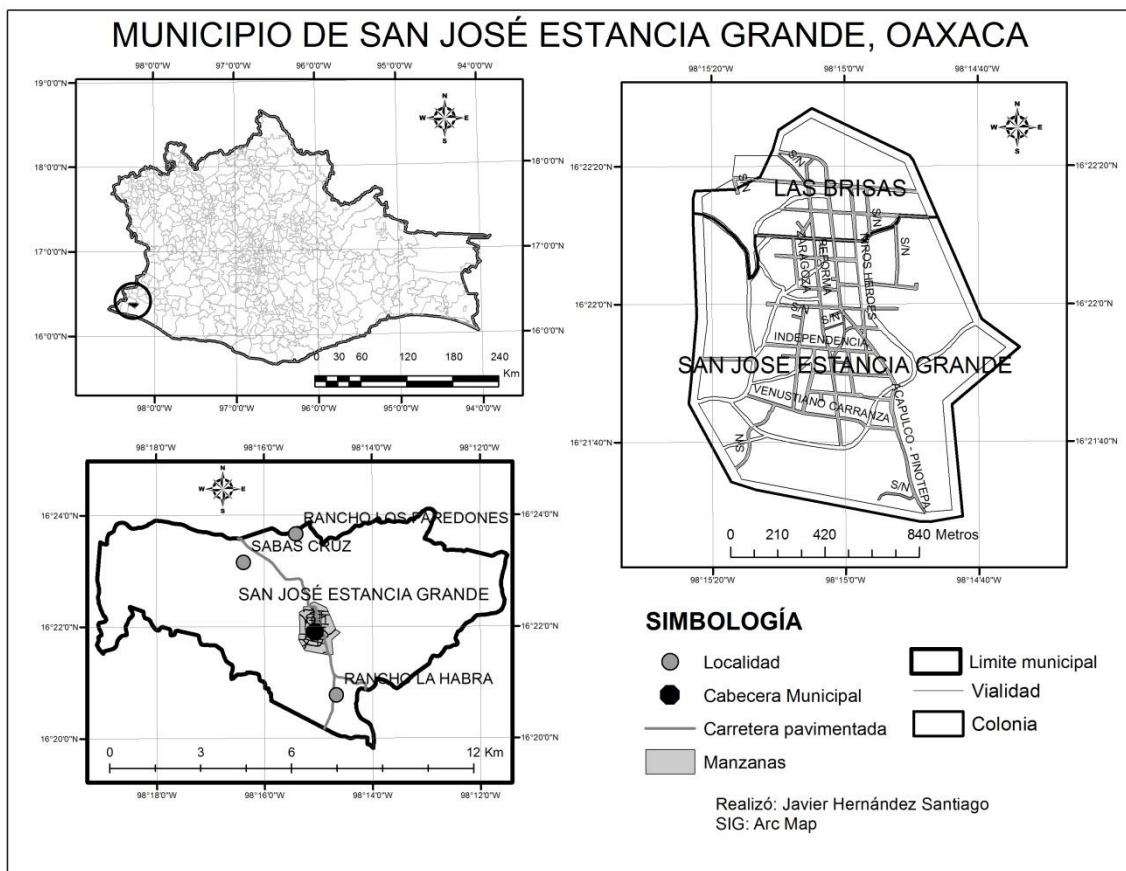 MUNICIPIO DE SAN JOSÉ ESTANCIA GRANDE, OAXACA
98°0'0"W 97°0'0"W 96°0'0"W 95°0'0"W 94°0'0"W
19°0'0"N
N
W E
S
18°0'0"N 18°0'0"N
17°0'0"N 17°0'0"N
16°0'0"N 16°0'0"N
0 30 60 120 180 240
Km
98°0'0"W 97°0'0"W 96°0'0"W 95°0'0"W 94°0'0"W
98°15'20"W 98°15'0"W 98°14'40"W
N
W E
S
16°22'20"N 16°22'20"N
S/N
S/N
LAS BRISAS
S/N
S/N
ZARAGOZA
REFORMA
NIROS HEROES
16°22'0"N 16°22'0"N
S/N
S/N
INDEPENDENCIA
SAN JOSE ESTANCIA GRANDE
VENUSTIANO CARRANZA
ACAPULCO - PINOTEPA
16°21'40"N 16°21'40"N
S/N
S/N
0 210 420 840 Metros
98°15'20"W 98°15'0"W 98°14'40"W
98°18'0"W 98°16'0"W 98°14'0"W 98°12'0"W
N
W E
S
16°24'0"N 16°24'0"N
RANCHO LOS PAREDONES
SABAS CRUZ
SAN JOSÉ ESTANCIA GRANDE
16°22'0"N 16°22'0"N
RANCHO LA HABRA
16°20'0"N 16°20'0"N
0 3 6 12 Km
98°18'0"W 98°16'0"W 98°14'0"W 98°12'0"W
SIMBOLOGÍA
Localidad
Cabecera Municipal
Carretera pavimentada
Manzanas
Limite municipal
Vialidad
Colonia
Realizó: Javier Hernández Santiago
SIG: Arc Map